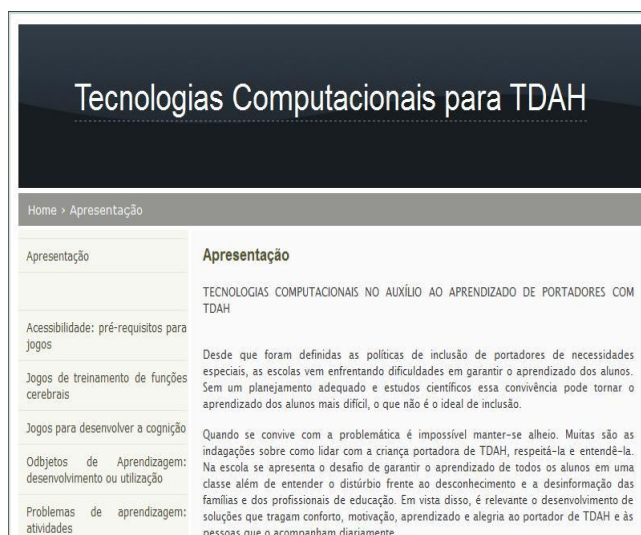 Tecnologias Computacionais para TDAH
Home › Apresentação
Apresentação
Acessibilidade: pré-requisitos para
jogos
Jogos de treinamento de funções
cerebrais
Jogos para desenvolver a cognição
Odbjetos de Aprendizagem:
desenvolvimento ou utilização
Problemas de aprendizagem:
atividades
Apresentação
TECNOLOGIAS COMPUTACIONAIS NO AUXÍLIO AO APRENDIZADO DE PORTADORES COM
TDAH
Desde que foram definidas as políticas de inclusão de portadores de necessidades
especiais, as escolas vem enfrentando dificuldades em garantir o aprendizado dos alunos.
Sem um planejamento adequado e estudos científicos essa convivência pode tornar o
aprendizado dos alunos mais difícil, o que não é o ideal de inclusão.
Quando se convive com a problemática é impossível manter-se alheio. Muitas são as
indagações sobre como lidar com a criança portadora de TDAH, respeitá-la e entendê-la.
Na escola se apresenta o desafio de garantir o aprendizado de todos os alunos em uma
classe além de entender o distúrbio frente ao desconhecimento e a desinformação das
famílias e dos profissionais de educação. Em vista disso, é relevante o desenvolvimento de
soluções que tragam conforto, motivação, aprendizado e alegria ao portador de TDAH e às
pessoas que o acompanham diariamente.